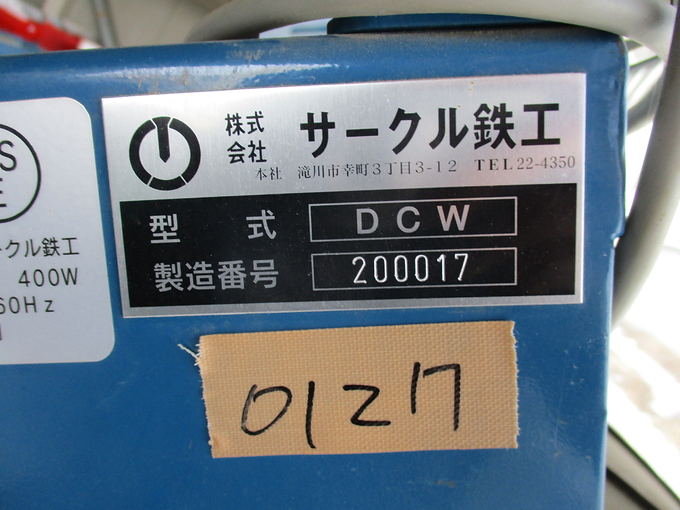 株式会社 サークル鉄工
本社 滝川市幸町3丁目3-12 TEL 22-4350
型式 DCW
製造番号 200017
S
E
ークル鉄工
400W
60Hz
0127